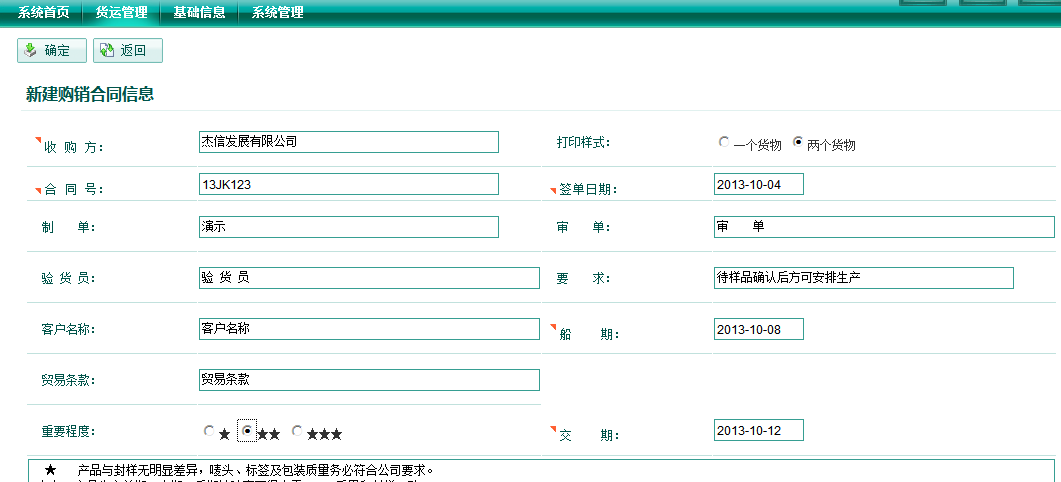 系统首页 货运管理 基础信息 系统管理
确定 返回
新建购销合同信息
收 购 方： 杰信发展有限公司 打印样式： 一个货物 两个货物
合 同 号： 13JK123 签单日期： 2013-10-04
制 单： 演示 审 单： 审 单
验 货 员： 验 货 员 要 求： 待样品确认后方可安排生产
客户名称： 客户名称 船 期： 2013-10-08
贸易条款： 贸易条款
重要程度： ★ ★★ ★★★ 交 期： 2013-10-12
★ 产品与封样无明显差异，唛头、标签及包装质量务必符合公司要求。